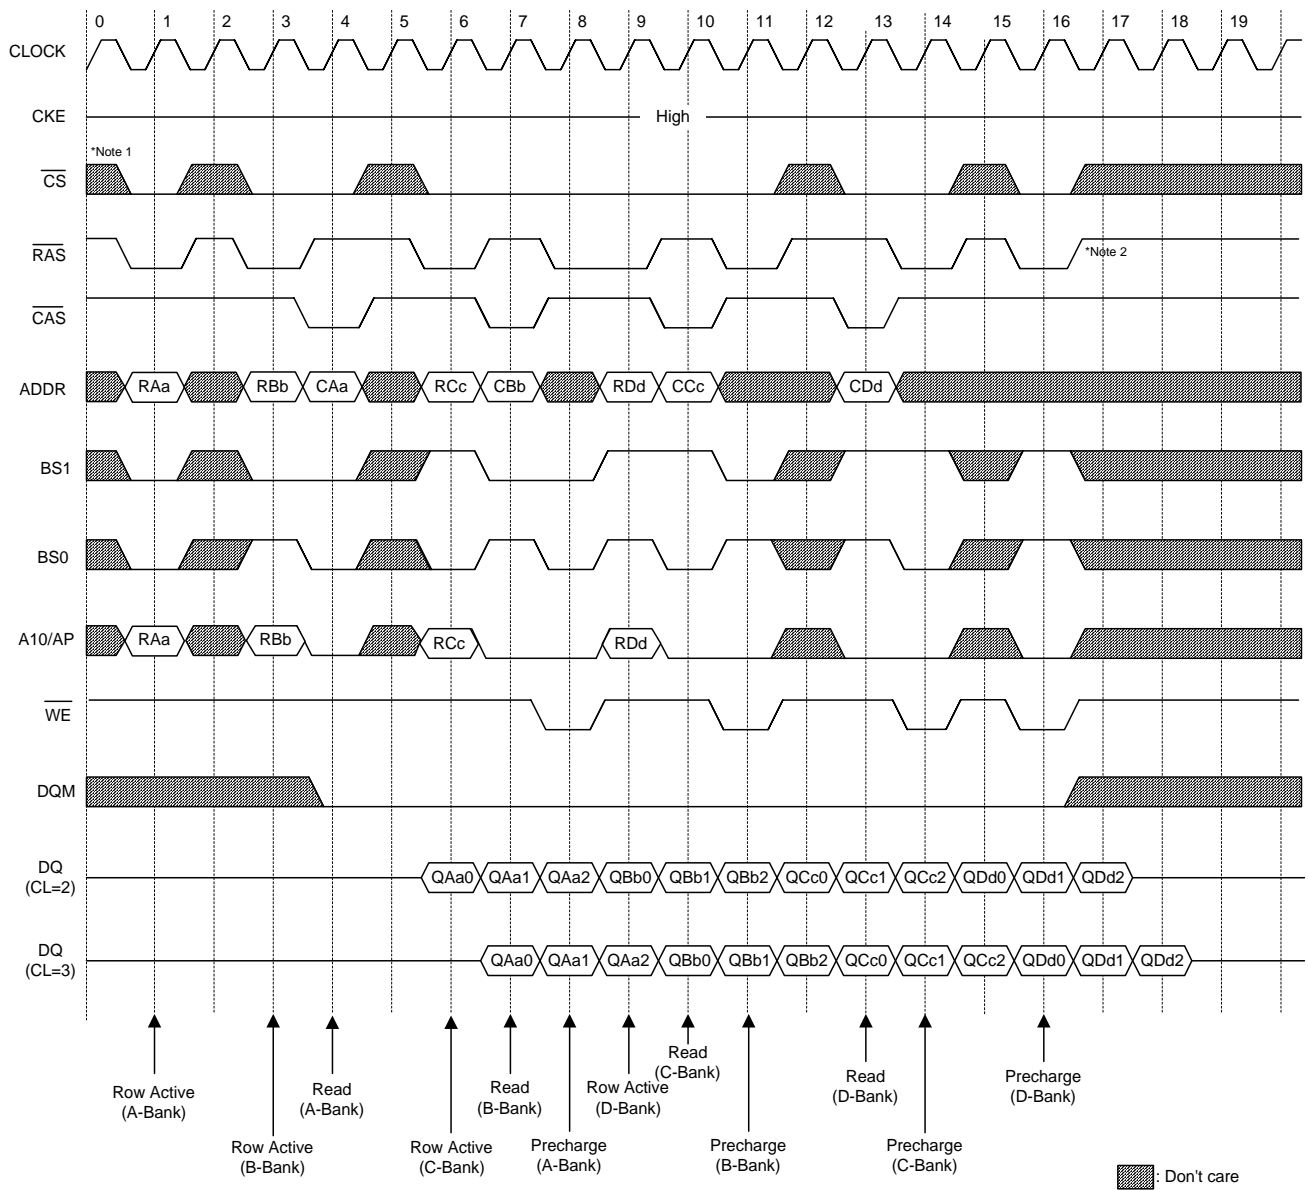 0 1 2 3 4 5 6 7 8 9 10 11 12 13 14 15 16 17 18 19
CLOCK
CKE High
*Note 1
CS
RAS *Note 2
CAS
ADDR RAa RBb CAa RCc CBb RDd CCc CDd
BS1
BS0
A10/AP RAa RBb RCc RDd
WE
DQM
DQ
(CL=2) QAa0 QAa1 QAa2 QBb0 QBb1 QBb2 QCc0 QCc1 QCc2 QDd0 QDd1 QDd2
DQ
(CL=3) QAa0 QAa1 QAa2 QBb0 QBb1 QBb2 QCc0 QCc1 QCc2 QDd0 QDd1 QDd2
Row Active
(A-Bank)
Row Active
(B-Bank)
Read
(A-Bank)
Row Active
(C-Bank)
Read
(B-Bank)
Precharge
(A-Bank)
Row Active
(D-Bank)
Read
(C-Bank)
Precharge
(B-Bank)
Read
(D-Bank)
Precharge
(C-Bank)
Precharge
(D-Bank)
: Don't care